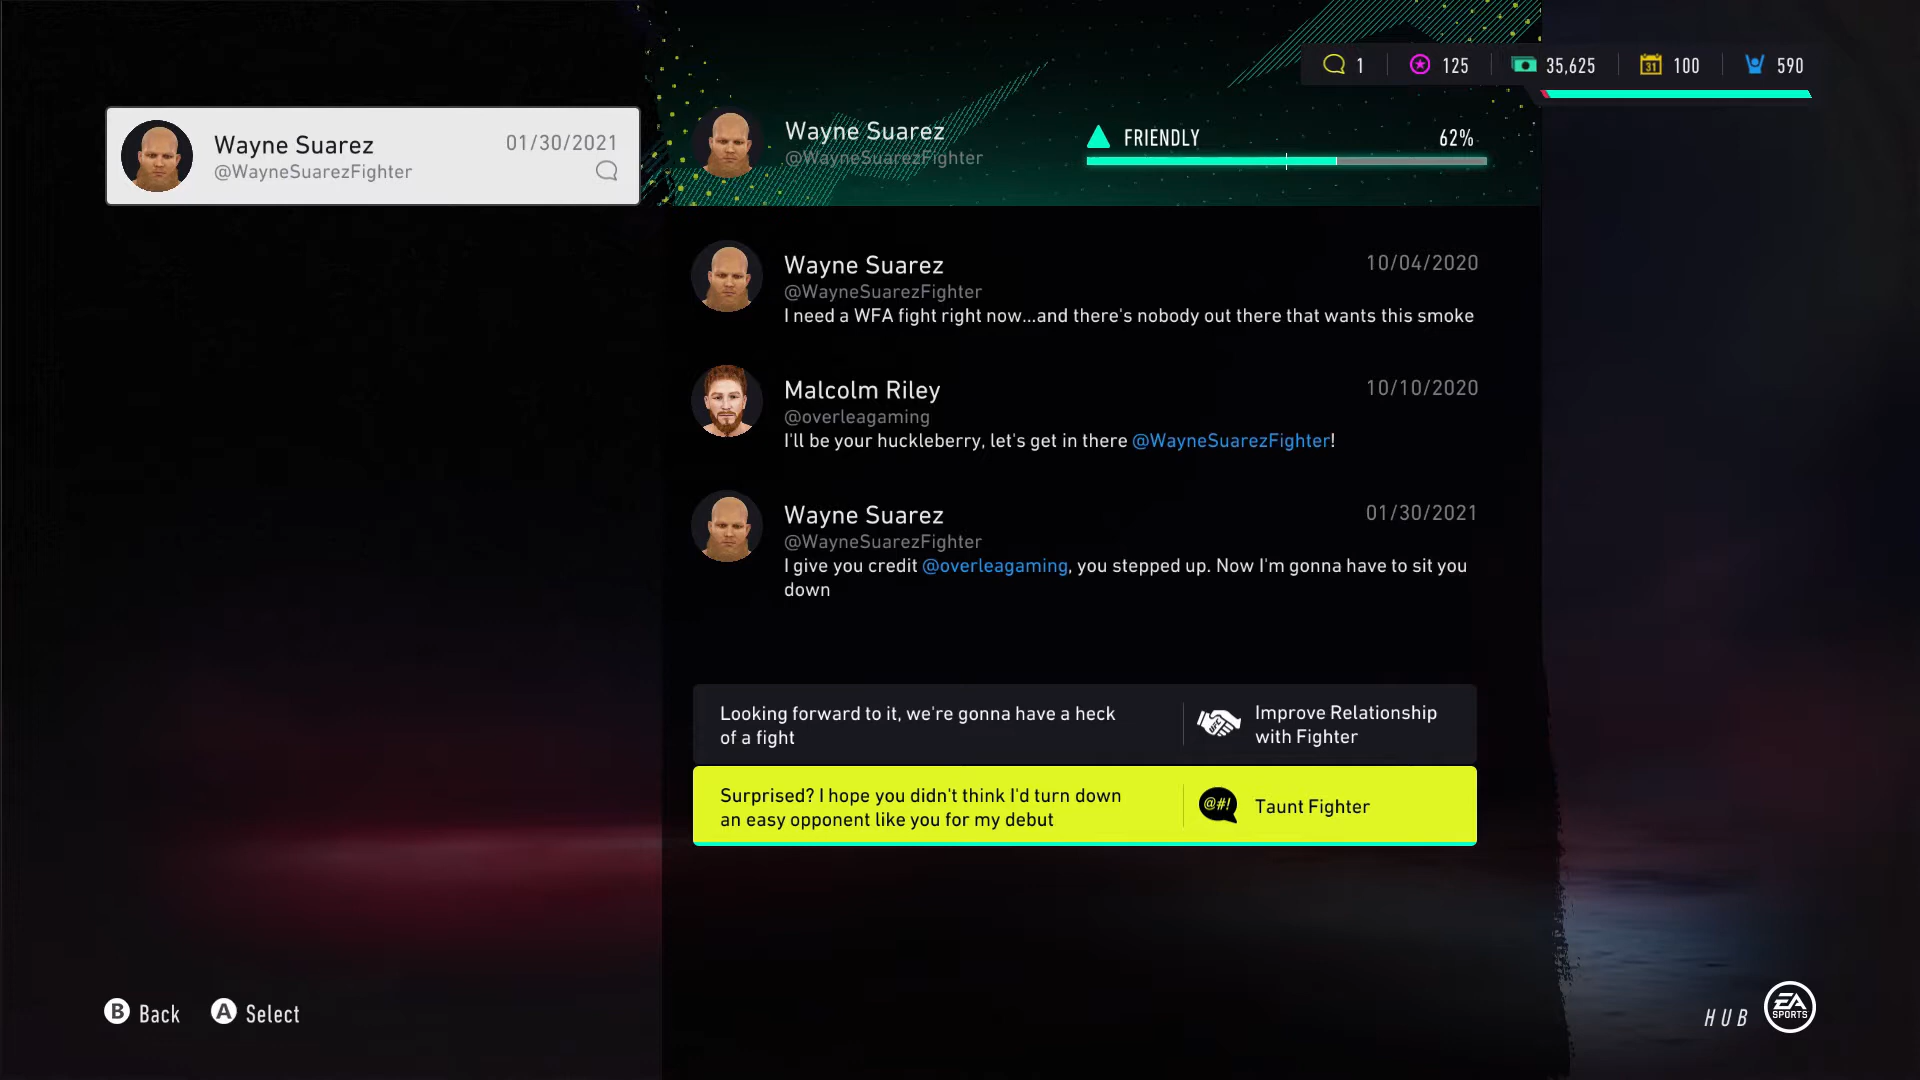 1
125
35,625
31
100
590
Wayne Suarez
01/30/2021
@WayneSuarezFighter
Wayne Suarez
@WayneSuarezFighter
FRIENDLY
62%
Wayne Suarez
10/04/2020
@WayneSuarezFighter
I need a WFA fight right now...and there's nobody out there that wants this smoke
Malcolm Riley
10/10/2020
@overleagaming
I'll be your huckleberry, let's get in there @WayneSuarezFighter!
Wayne Suarez
01/30/2021
@WayneSuarezFighter
I give you credit @overleagaming, you stepped up. Now I'm gonna have to sit you
down
Looking forward to it, we're gonna have a heck
of a fight
UFC
Improve Relationship
with Fighter
Surprised? I hope you didn't think I'd turn down
an easy opponent like you for my debut
@#!
Taunt Fighter
B Back
A Select
HUB
EA
SPORTS